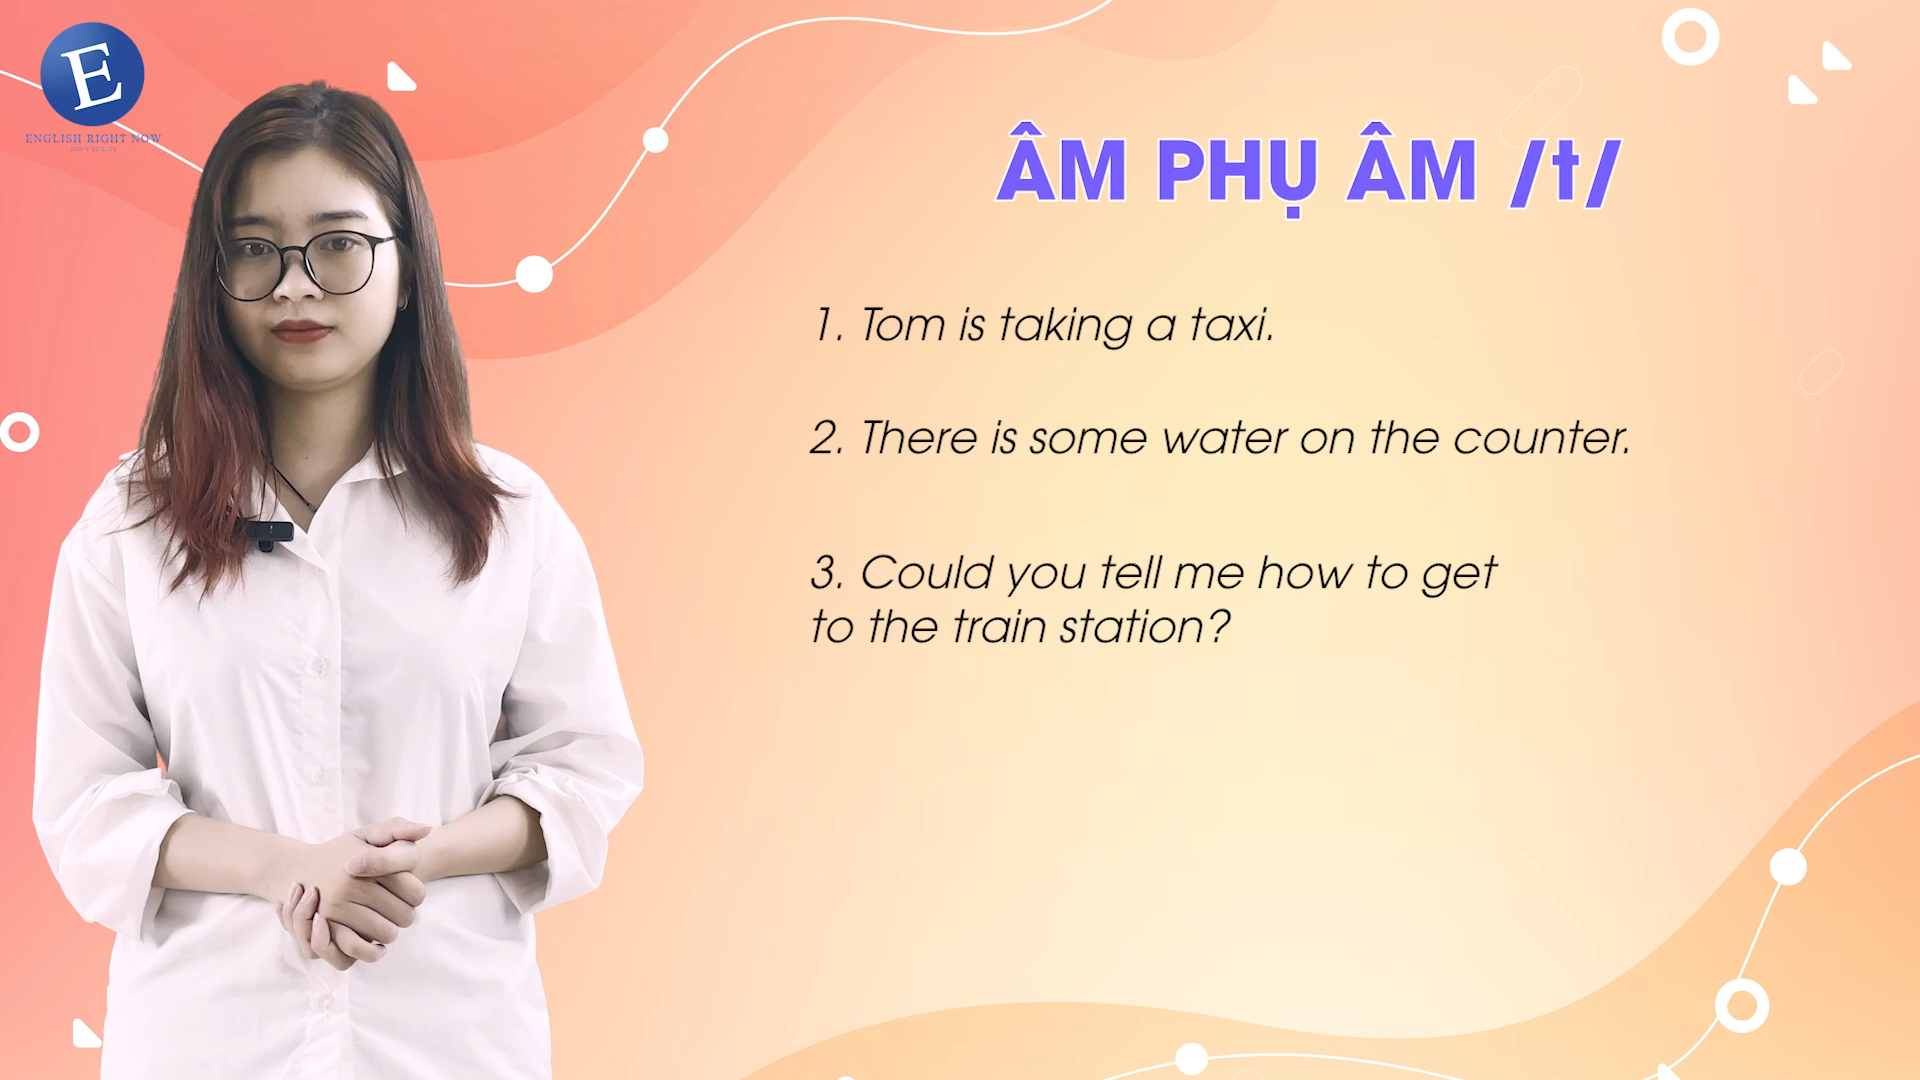 E
ENGLISH RIGHT NOW
ÂM PHỤ ÂM /t/
1. Tom is taking a taxi.
2. There is some water on the counter.
3. Could you tell me how to get
to the train station?